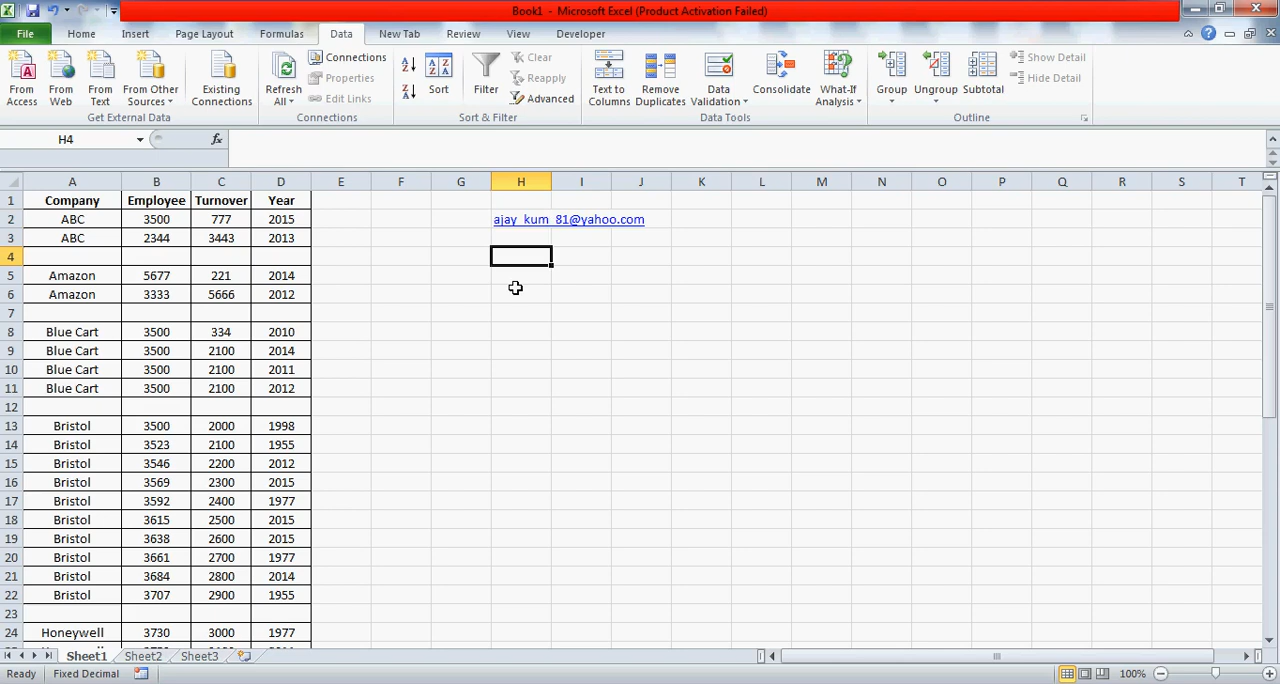 Book1 - Microsoft Excel (Product Activation Failed)
File Home Insert Page Layout Formulas Data New Tab Review View Developer
From Access
From Web
From Text
From Other Sources
Existing Connections
Get External Data
Refresh All
Connections
Properties
Edit Links
Connections
Sort
Filter
Clear
Reapply
Advanced
Sort & Filter
Text to Columns
Remove Duplicates
Data Validation
Consolidate
What-If Analysis
Data Tools
Group
Ungroup
Subtotal
Show Detail
Hide Detail
Outline
H4 fx
A B C D E F G H I J K L M N O P Q R S T
1 Company Employee Turnover Year
2 ABC 3500 777 2015 ajay_kum_81@yahoo.com
3 ABC 2344 3443 2013
4
5 Amazon 5677 221 2014
6 Amazon 3333 5666 2012
7
8 Blue Cart 3500 334 2010
9 Blue Cart 3500 2100 2014
10 Blue Cart 3500 2100 2011
11 Blue Cart 3500 2100 2012
12
13 Bristol 3500 2000 1998
14 Bristol 3523 2100 1955
15 Bristol 3546 2200 2012
16 Bristol 3569 2300 2015
17 Bristol 3592 2400 1977
18 Bristol 3615 2500 2015
19 Bristol 3638 2600 2015
20 Bristol 3661 2700 1977
21 Bristol 3684 2800 2014
22 Bristol 3707 2900 1955
23
24 Honeywell 3730 3000 1977
Sheet1 Sheet2 Sheet3
Ready Fixed Decimal 100%